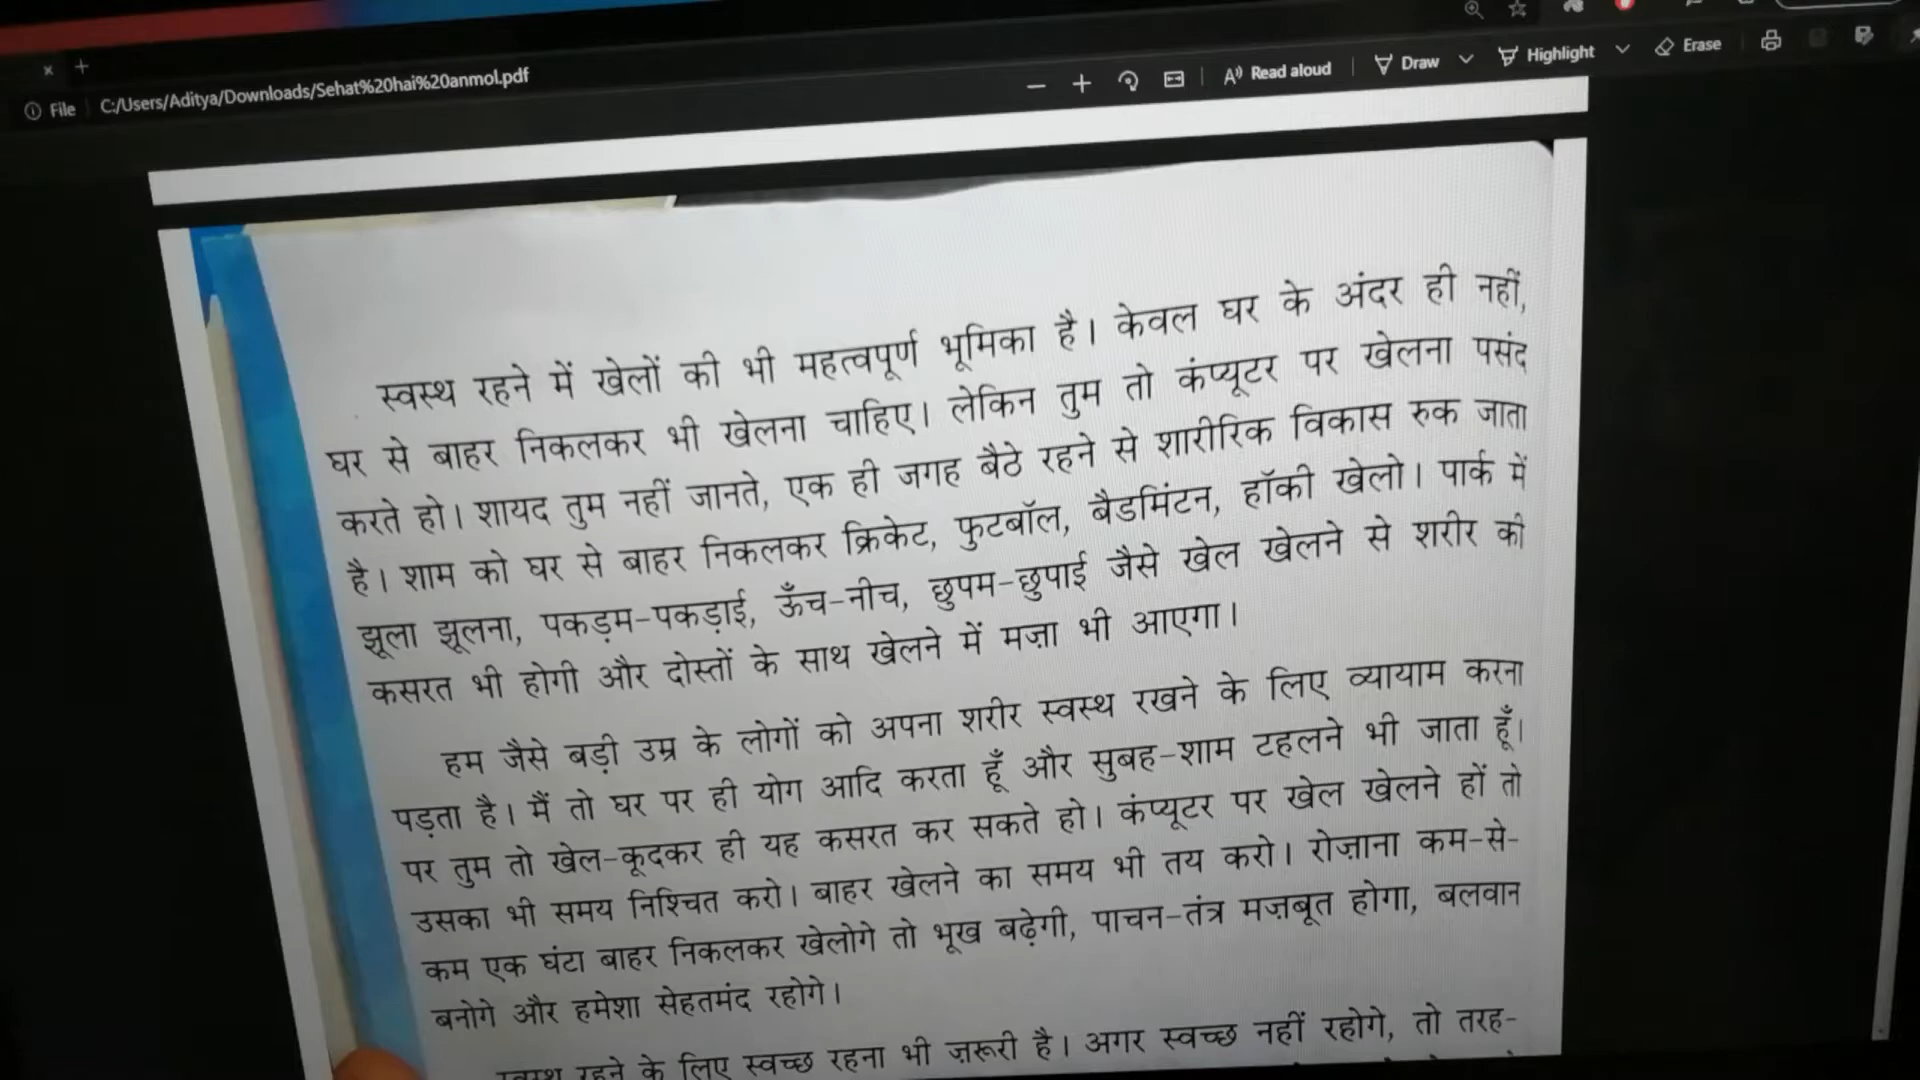 File C:/Users/Aditya/Downloads/Sehat%20hai%20anmol.pdf
Read aloud Draw Highlight Erase
स्वस्थ रहने में खेलों की भी महत्वपूर्ण भूमिका है। केवल घर के अंदर ही नहीं,
घर से बाहर निकलकर भी खेलना चाहिए। लेकिन तुम तो कंप्यूटर पर खेलना पसंद
करते हो। शायद तुम नहीं जानते, एक ही जगह बैठे रहने से शारीरिक विकास रुक जाता
है। शाम को घर से बाहर निकलकर क्रिकेट, फुटबॉल, बैडमिंटन, हॉकी खेलो। पार्क में
झूला झूलना, पकड़म-पकड़ाई, ऊँच-नीच, छुपम-छुपाई जैसे खेल खेलने से शरीर की
कसरत भी होगी और दोस्तों के साथ खेलने में मज़ा भी आएगा।
हम जैसे बड़ी उम्र के लोगों को अपना शरीर स्वस्थ रखने के लिए व्यायाम करना
पड़ता है। मैं तो घर पर ही योग आदि करता हूँ और सुबह-शाम टहलने भी जाता हूँ।
पर तुम तो खेल-कूदकर ही यह कसरत कर सकते हो। कंप्यूटर पर खेल खेलने हों तो
उसका भी समय निश्चित करो। बाहर खेलने का समय भी तय करो। रोज़ाना कम-से-
कम एक घंटा बाहर निकलकर खेलोगे तो भूख बढ़ेगी, पाचन-तंत्र मज़बूत होगा, बलवान
बनोगे और हमेशा सेहतमंद रहोगे।
स्वस्थ रहने के लिए स्वच्छ रहना भी ज़रूरी है। अगर स्वच्छ नहीं रहोगे, तो तरह-